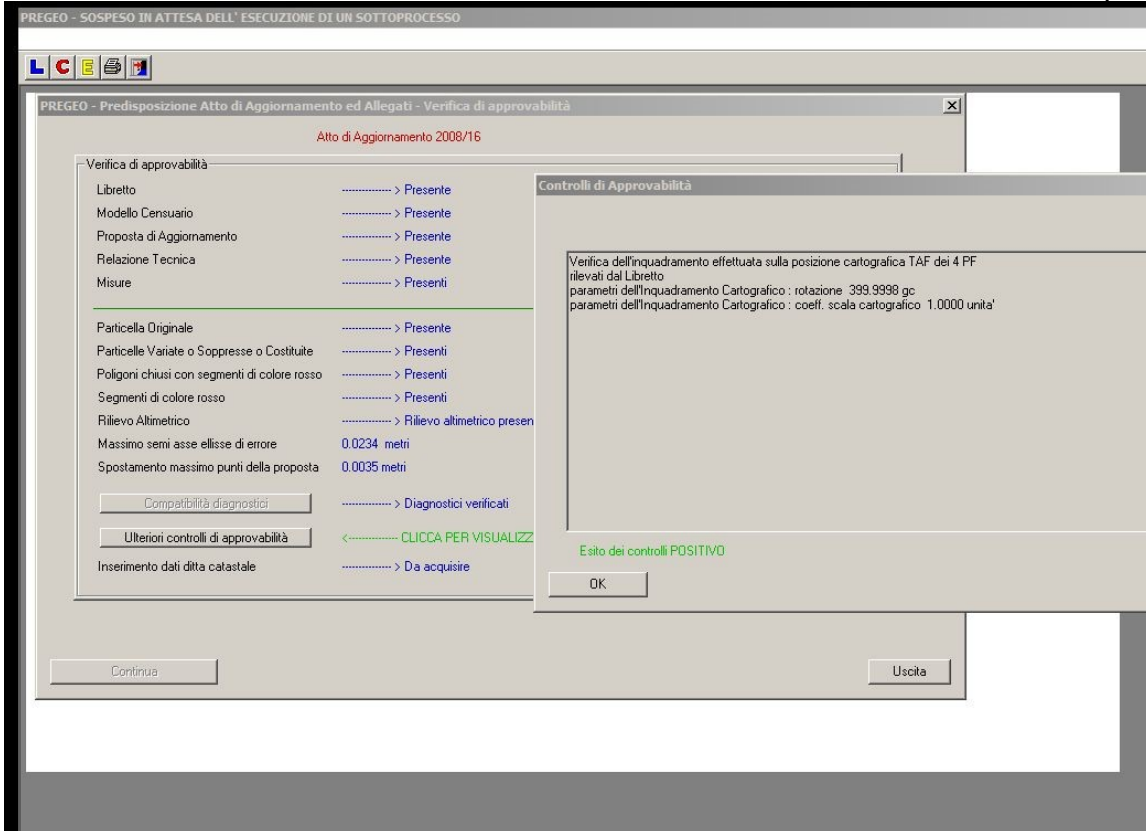 PREGEO - SOSPESO IN ATTESA DELL' ESECUZIONE DI UN SOTTOPROCESSO
L C E
PREGEO - Predisposizione Atto di Aggiornamento ed Allegati - Verifica di approvabilità
Atto di Aggiornamento 2008/16
Verifica di approvabilità
Libretto -------------- > Presente
Modello Censuario -------------- > Presente
Proposta di Aggiornamento -------------- > Presente
Relazione Tecnica -------------- > Presente
Misure -------------- > Presenti
Particella Originale -------------- > Presente
Particelle Variate o Soppresse o Costituite -------------- > Presenti
Poligoni chiusi con segmenti di colore rosso -------------- > Presenti
Segmenti di colore rosso -------------- > Presenti
Rilievo Altimetrico -------------- > Rilievo altimetrico presen
Massimo semi asse ellisse di errore 0.0234 metri
Spostamento massimo punti della proposta 0.0035 metri
Compatibilità diagnostici -------------- > Diagnostici verificati
Ulteriori controlli di approvabilità < -------------- CLICCA PER VISUALIZZ
Inserimento dati ditta catastale -------------- > Da acquisire
Continua
Uscita
Controlli di Approvabilità
Verifica dell'inquadramento effettuata sulla posizione cartografica TAF dei 4 PF
rilevati dal Libretto
parametri dell'Inquadramento Cartografico : rotazione 399.9998 gc
parametri dell'Inquadramento Cartografico : coeff. scala cartografico 1.0000 unita'
Esito dei controlli POSITIVO
OK